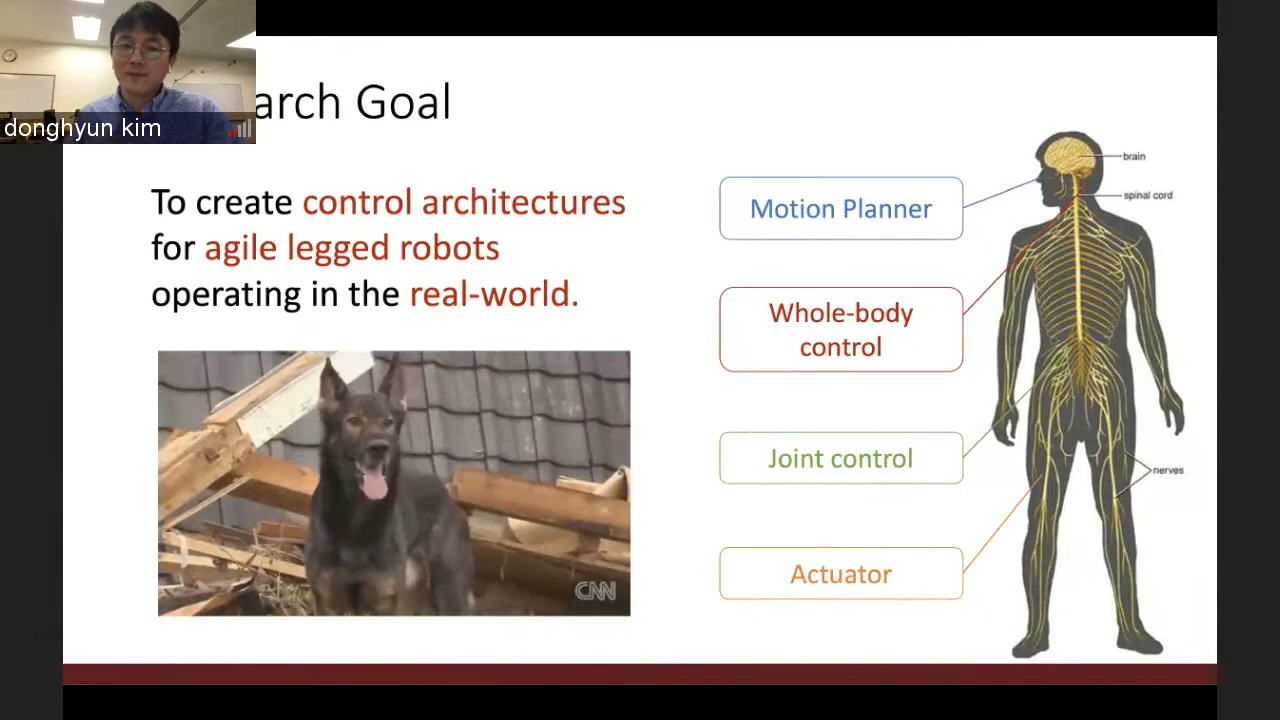 donghyun kim
arch Goal
To create control architectures
for agile legged robots
operating in the real-world.
CNN
Motion Planner
Whole-body
control
Joint control
Actuator
brain
spinal cord
nerves